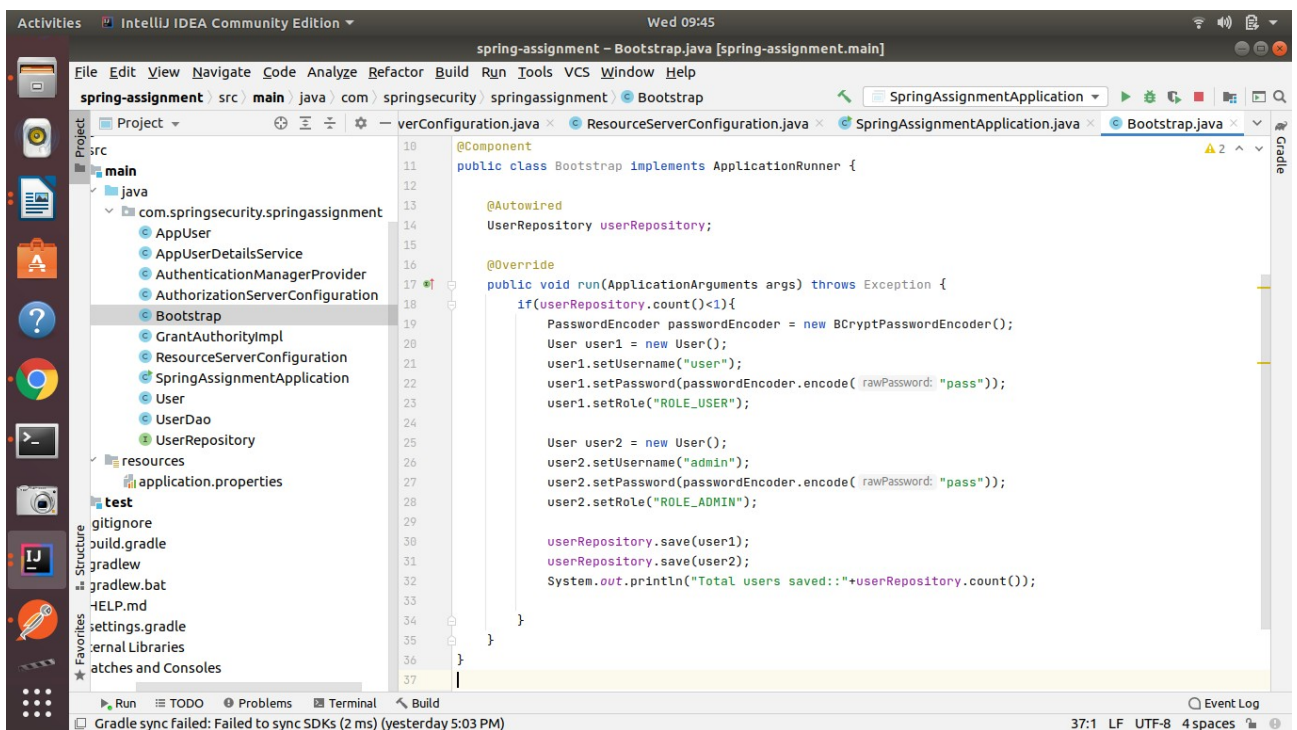 Activities IntelliJ IDEA Community Edition Wed 09:45
spring-assignment – Bootstrap.java [spring-assignment.main]
File Edit View Navigate Code Analyze Refactor Build Run Tools VCS Window Help
spring-assignment src main java com springsecurity springassignment Bootstrap SpringAssignmentApplication
Project verConfiguration.java ResourceServerConfiguration.java SpringAssignmentApplication.java Bootstrap.java
Project
src
main
java
com.springsecurity.springassignment
AppUser
AppUserDetailsService
AuthenticationManagerProvider
AuthorizationServerConfiguration
Bootstrap
GrantAuthorityImpl
ResourceServerConfiguration
SpringAssignmentApplication
User
UserDao
UserRepository
resources
application.properties
test
gitignore
build.gradle
gradlew
gradlew.bat
HELP.md
settings.gradle
ternal Libraries
atches and Consoles
Structure
Favorites
10 @Component
11 public class Bootstrap implements ApplicationRunner {
12
13 @Autowired
14 UserRepository userRepository;
15
16 @Override
17 public void run(ApplicationArguments args) throws Exception {
18 if(userRepository.count()<1){
19 PasswordEncoder passwordEncoder = new BCryptPasswordEncoder();
20 User user1 = new User();
21 user1.setUsername("user");
22 user1.setPassword(passwordEncoder.encode( rawPassword: "pass"));
23 user1.setRole("ROLE_USER");
24
25 User user2 = new User();
26 user2.setUsername("admin");
27 user2.setPassword(passwordEncoder.encode( rawPassword: "pass"));
28 user2.setRole("ROLE_ADMIN");
29
30 userRepository.save(user1);
31 userRepository.save(user2);
32 System.out.println("Total users saved::"+userRepository.count());
33
34 }
35 }
36 }
37
2
Gradle
Run TODO Problems Terminal Build Event Log
Gradle sync failed: Failed to sync SDKs (2 ms) (yesterday 5:03 PM) 37:1 LF UTF-8 4 spaces